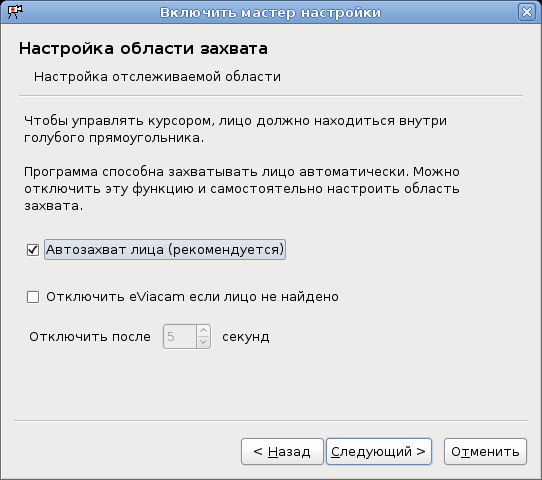 Включить мастер настройки
Настройка области захвата
Настройка отслеживаемой области
Чтобы управлять курсором, лицо должно находиться внутри
голубого прямоугольника.
Программа способна захватывать лицо автоматически. Можно
отключить эту функцию и самостоятельно настроить область
захвата.
Автозахват лица (рекомендуется)
Отключить eViacam если лицо не найдено
Отключить после 5 секунд
< Назад Следующий > Отменить